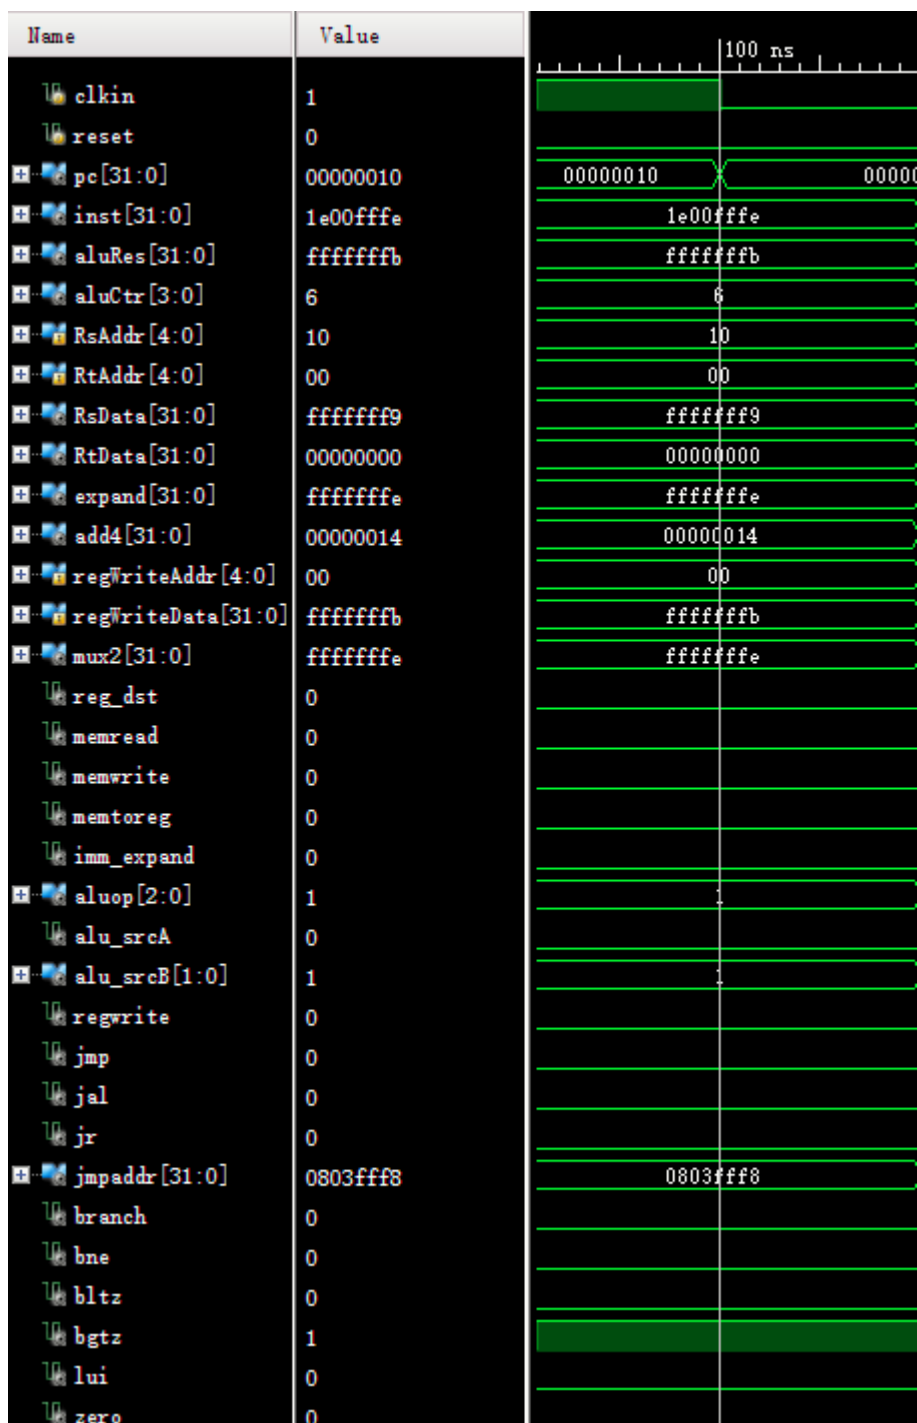 Name Value
100 ns
clkin 1
reset 0
pc[31:0] 00000010 00000010 0000
inst[31:0] 1e00fffe 1e00fffe
aluRes[31:0] fffffffb fffffffb
aluCtr[3:0] 6 6
RsAddr[4:0] 10 10
RtAddr[4:0] 00 00
RsData[31:0] fffffff9 fffffff9
RtData[31:0] 00000000 00000000
expand[31:0] fffffffe fffffffe
add4[31:0] 00000014 00000014
regWriteAddr[4:0] 00 00
regWriteData[31:0] fffffffb fffffffb
mux2[31:0] fffffffe fffffffe
reg_dst 0
memread 0
memwrite 0
memtoreg 0
imm_expand 0
aluop[2:0] 1 1
alu_srcA 0
alu_srcB[1:0] 1 1
regwrite 0
jmp 0
jal 0
jr 0
jmpaddr[31:0] 0803fff8 0803fff8
branch 0
bne 0
bltz 0
bgtz 1
lui 0
zero 0